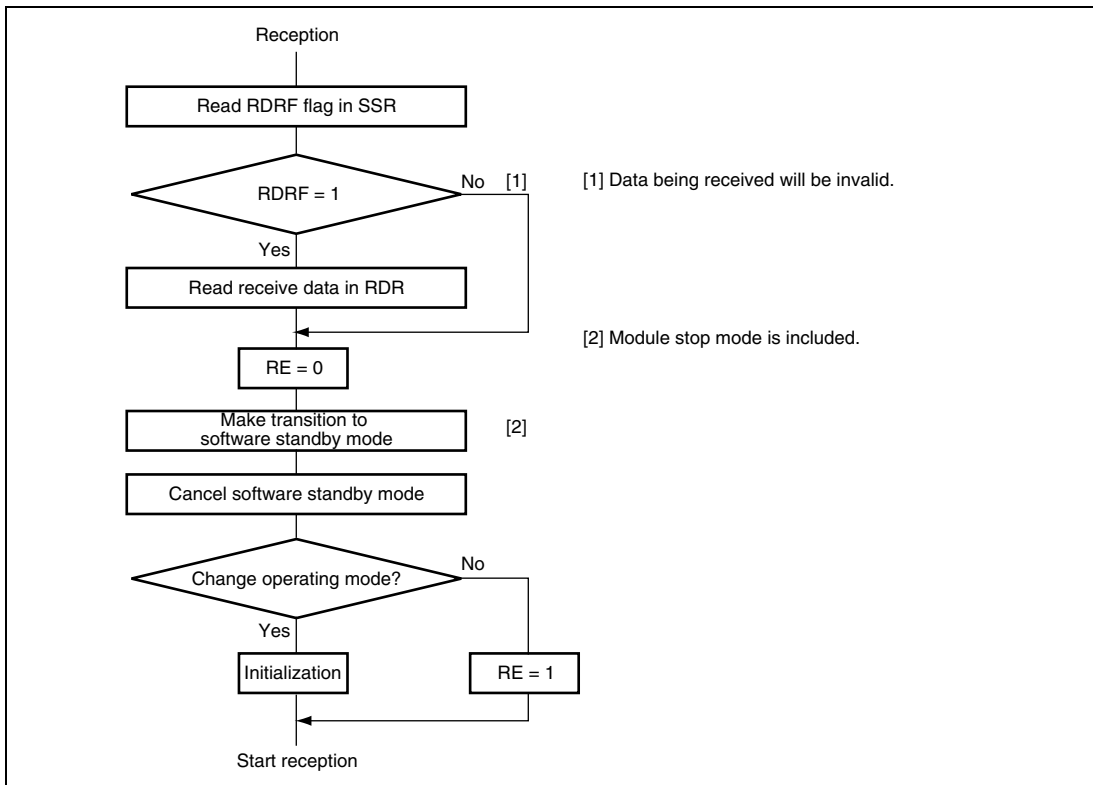 Reception
Read RDRF flag in SSR
RDRF = 1
No [1]
[1] Data being received will be invalid.
Yes
Read receive data in RDR
[2] Module stop mode is included.
RE = 0
Make transition to
software standby mode
[2]
Cancel software standby mode
Change operating mode?
No
Yes
Initialization
RE = 1
Start reception